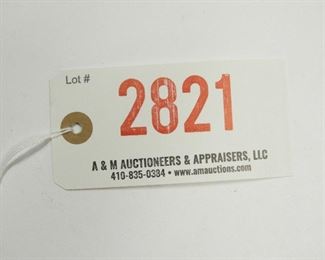 Lot #
2821
A & M AUCTIONEERS & APPRAISERS, LLC
410-835-0384 • www.amauctions.com